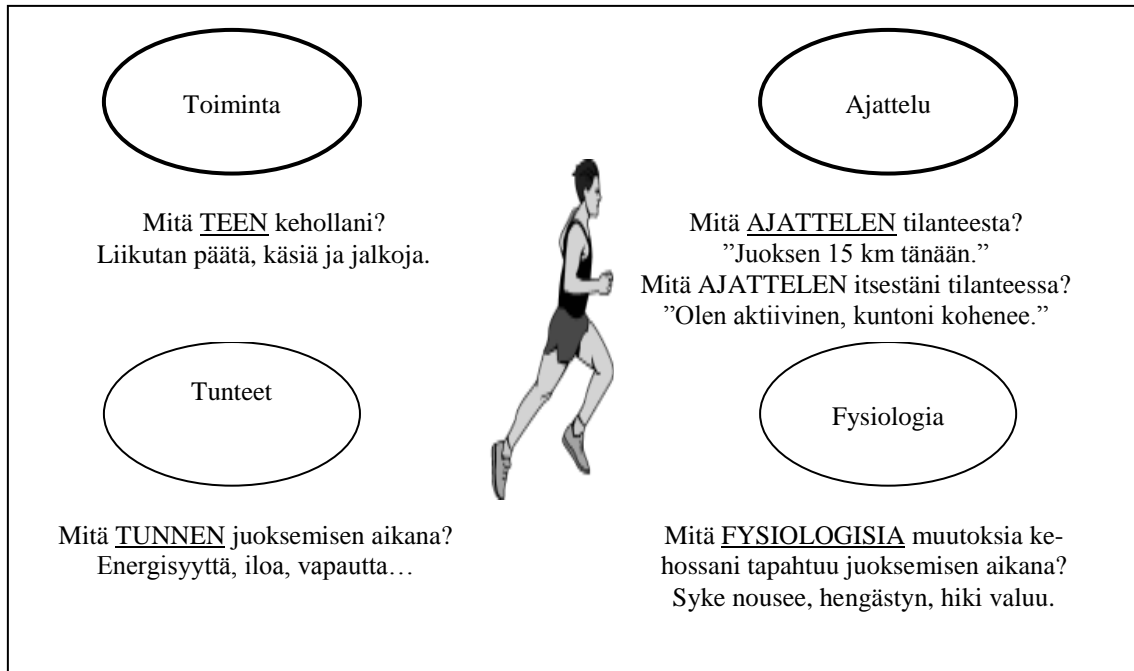 Toiminta
Mitä TEEN kehollani?
Liikutan päätä, käsiä ja jalkoja.
Ajattelu
Mitä AJATTELEN tilanteesta?
”Juoksen 15 km tänään.”
Mitä AJATTELEN itsestäni tilanteessa?
”Olen aktiivinen, kuntoni kohenee.”
Tunteet
Mitä TUNNEN juoksemisen aikana?
Energisyyttä, iloa, vapautta…
Fysiologia
Mitä FYSIOLOGISIA muutoksia ke-
hossani tapahtuu juoksemisen aikana?
Syke nousee, hengästyn, hiki valuu.